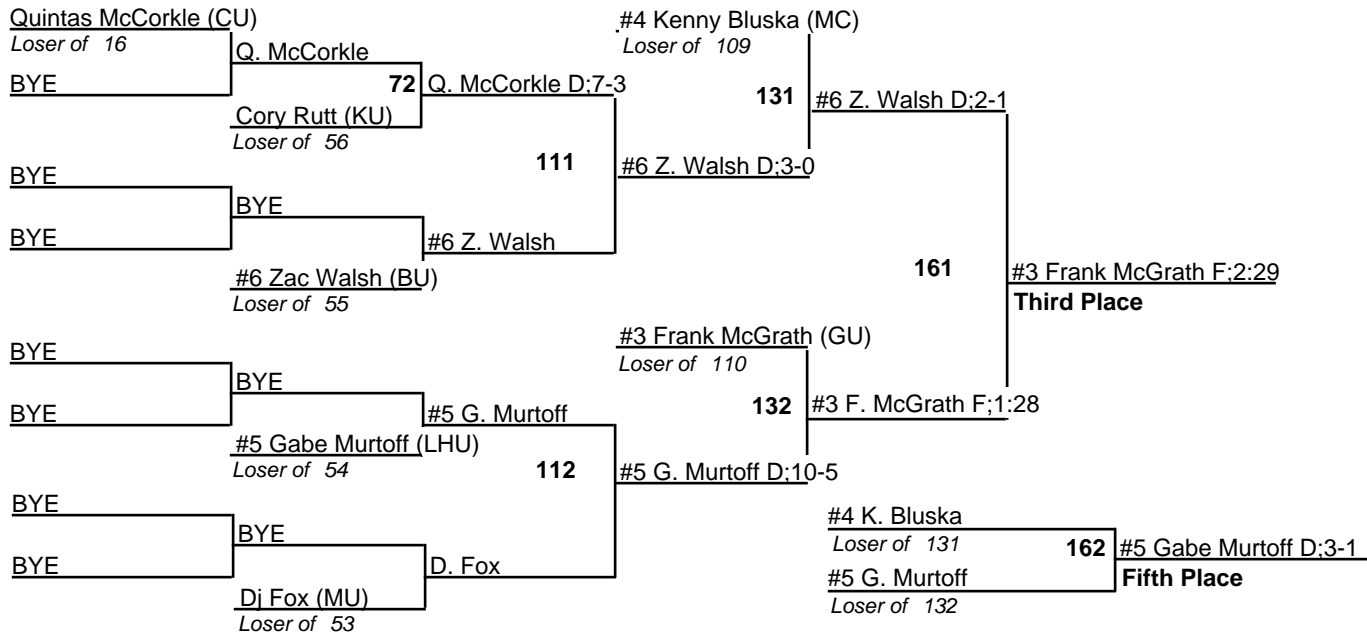 Quintas McCorkle (CU)
Loser of 16
BYE
Q. McCorkle
72
Cory Rutt (KU)
Loser of 56
Q. McCorkle D;7-3
BYE
BYE
BYE
#6 Zac Walsh (BU)
Loser of 55
#6 Z. Walsh
111
#6 Z. Walsh D;3-0
#4 Kenny Bluska (MC)
Loser of 109
131
#6 Z. Walsh D;2-1
161
#3 Frank McGrath F;2:29
Third Place
BYE
BYE
BYE
#5 Gabe Murtoff (LHU)
Loser of 54
#5 G. Murtoff
112
#5 G. Murtoff D;10-5
#3 Frank McGrath (GU)
Loser of 110
132
#3 F. McGrath F;1:28
BYE
BYE
BYE
Dj Fox (MU)
Loser of 53
D. Fox
#4 K. Bluska
Loser of 131
162
#5 G. Murtoff
Loser of 132
#5 Gabe Murtoff D;3-1
Fifth Place